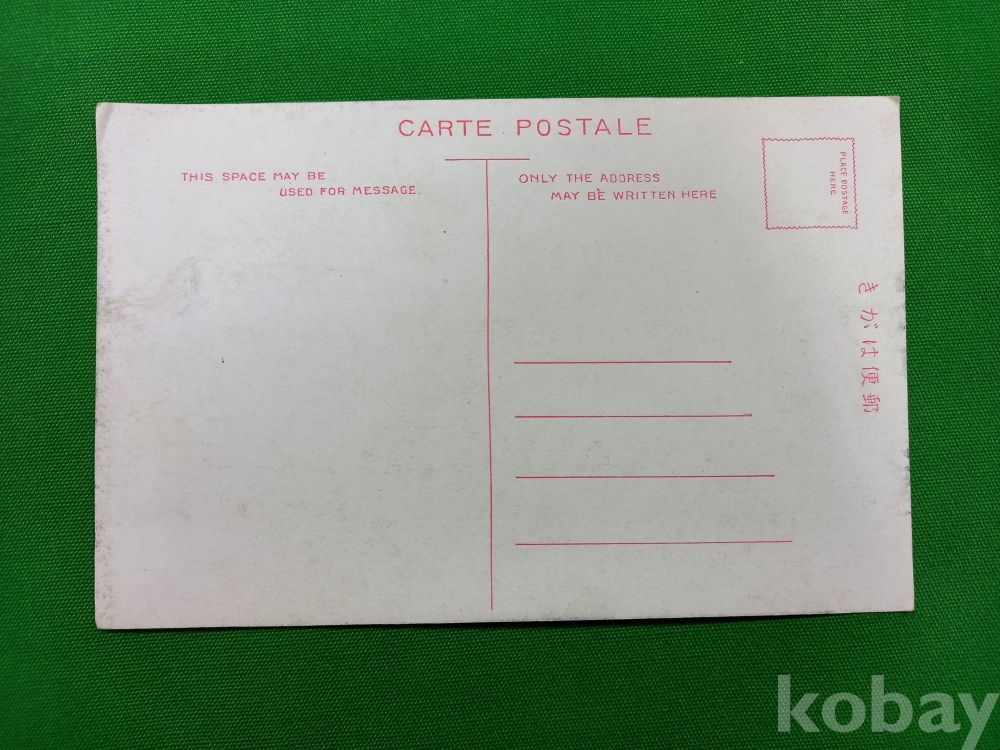 CARTE POSTALE
THIS SPACE MAY BE
USED FOR MESSAGE.
ONLY THE ADDRESS
MAY BE WRITTEN HERE
PLACE POSTAGE
HERE
きがは便郵
kobay